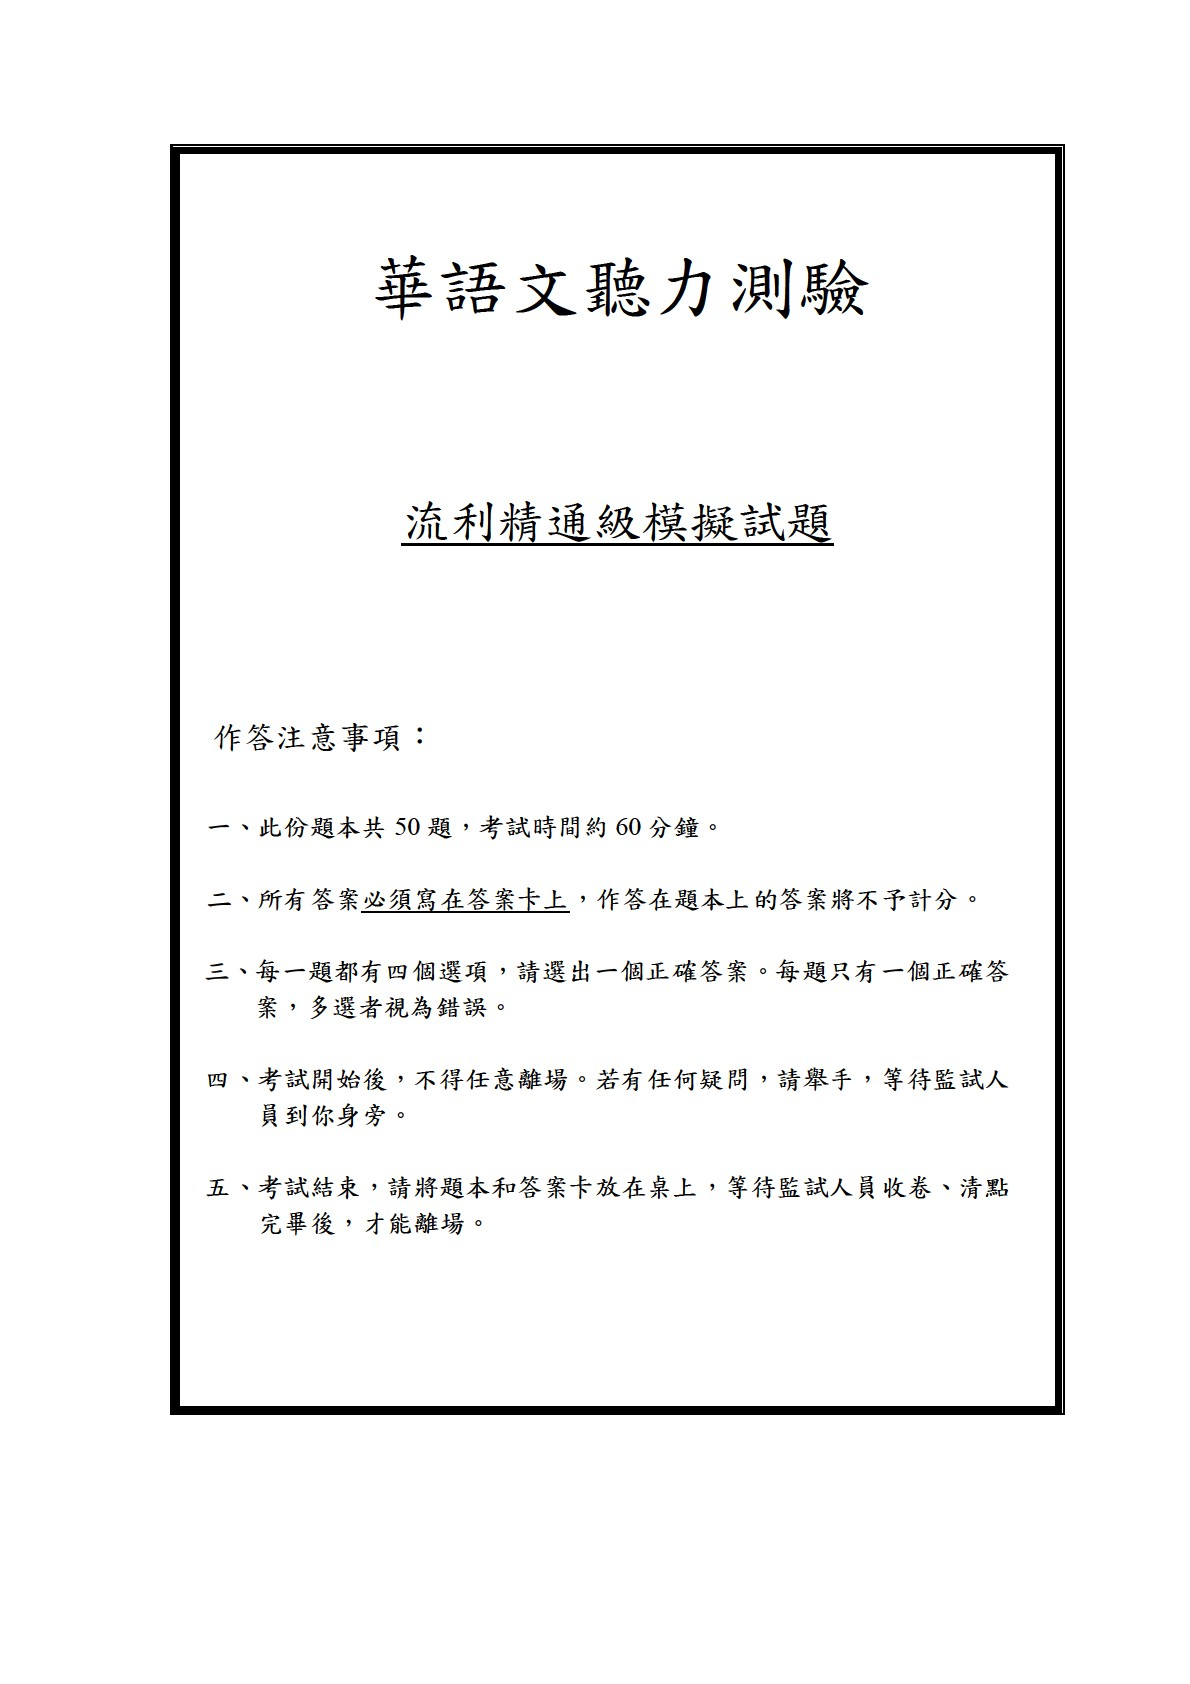 華語文聽力測驗
流利精通級模擬試題
作答注意事項：
一、此份題本共 50 題，考試時間約 60 分鐘。
二、所有答案必須寫在答案卡上，作答在題本上的答案將不予計分。
三、每一題都有四個選項，請選出一個正確答案。每題只有一個正確答
案，多選者視為錯誤。
四、考試開始後，不得任意離場。若有任何疑問，請舉手，等待監試人
員到你身旁。
五、考試結束，請將題本和答案卡放在桌上，等待監試人員收卷、清點
完畢後，才能離場。